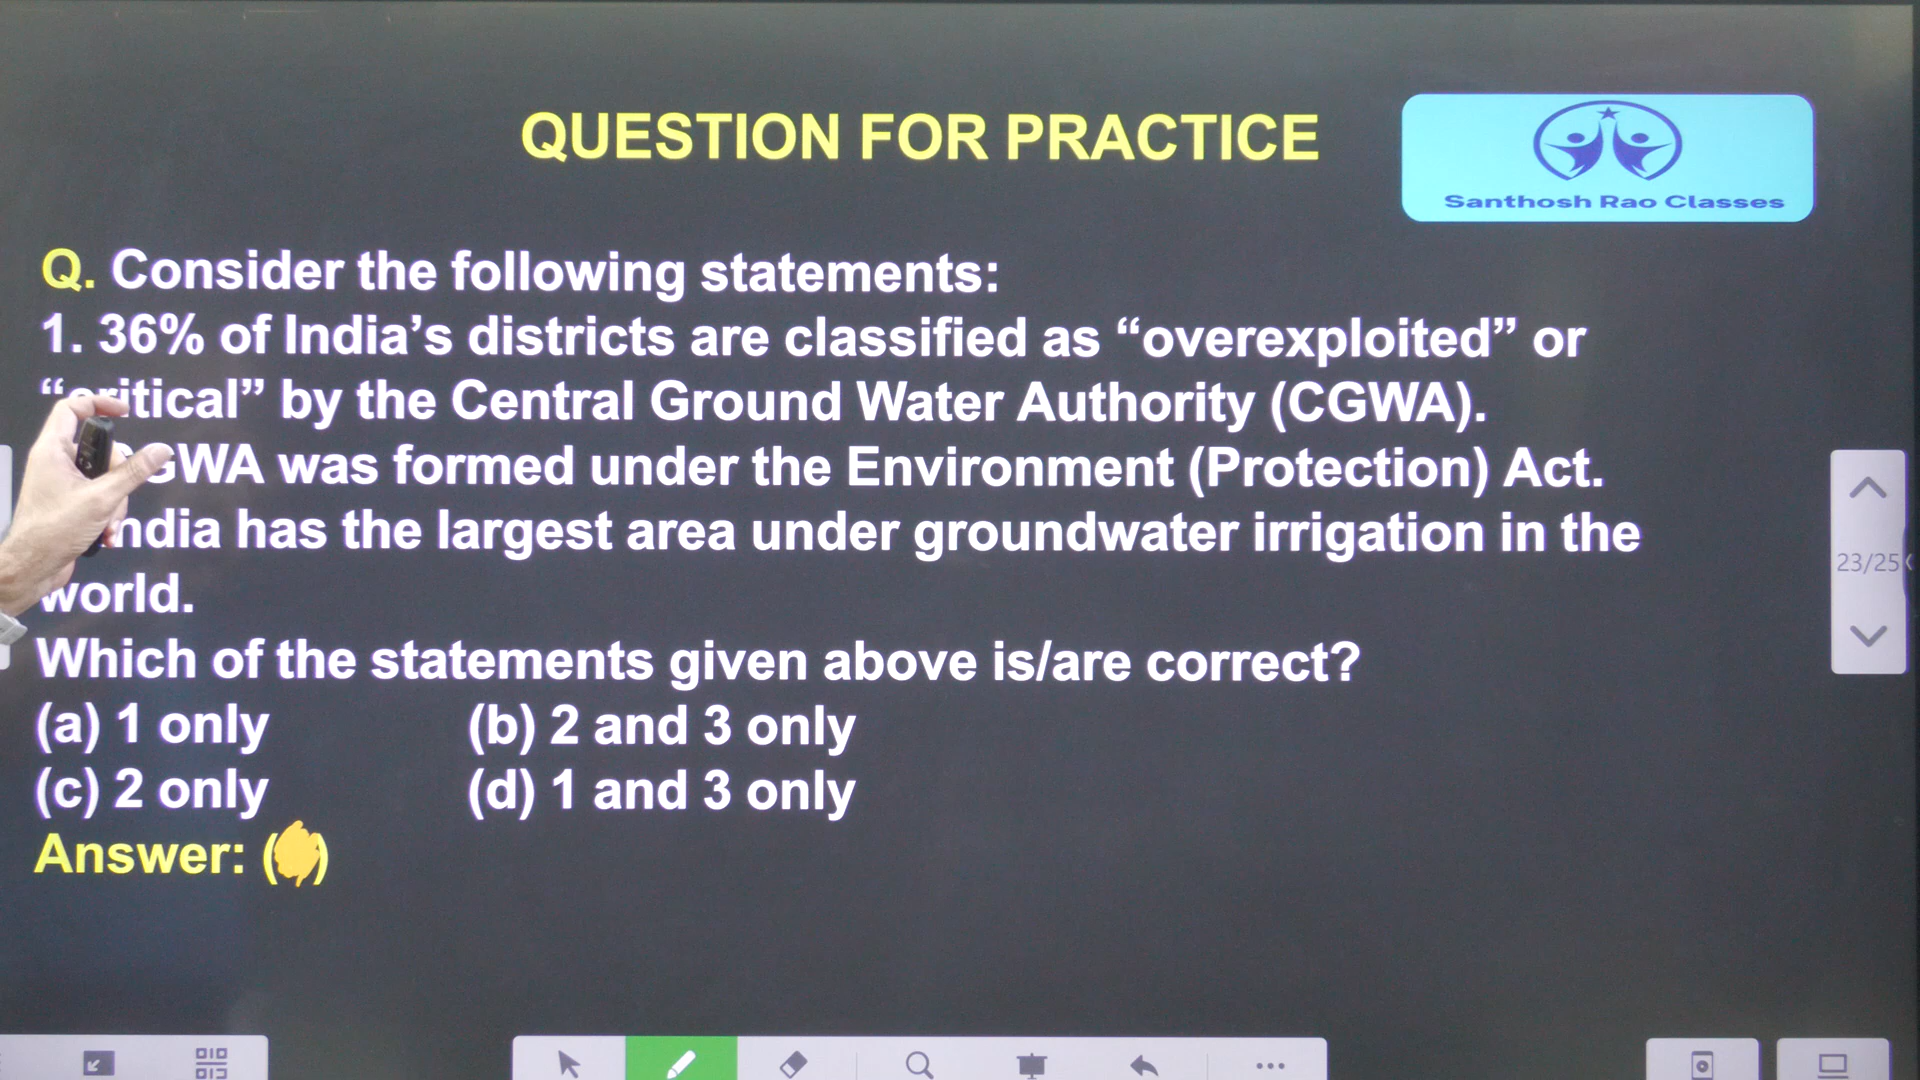 QUESTION FOR PRACTICE
Santhosh Rao Classes
Q. Consider the following statements:
1. 36% of India's districts are classified as “overexploited” or
“critical” by the Central Ground Water Authority (CGWA).
CGWA was formed under the Environment (Protection) Act.
India has the largest area under groundwater irrigation in the
world.
23/25
Which of the statements given above is/are correct?
(a) 1 only (b) 2 and 3 only
(c) 2 only (d) 1 and 3 only
Answer: ( )